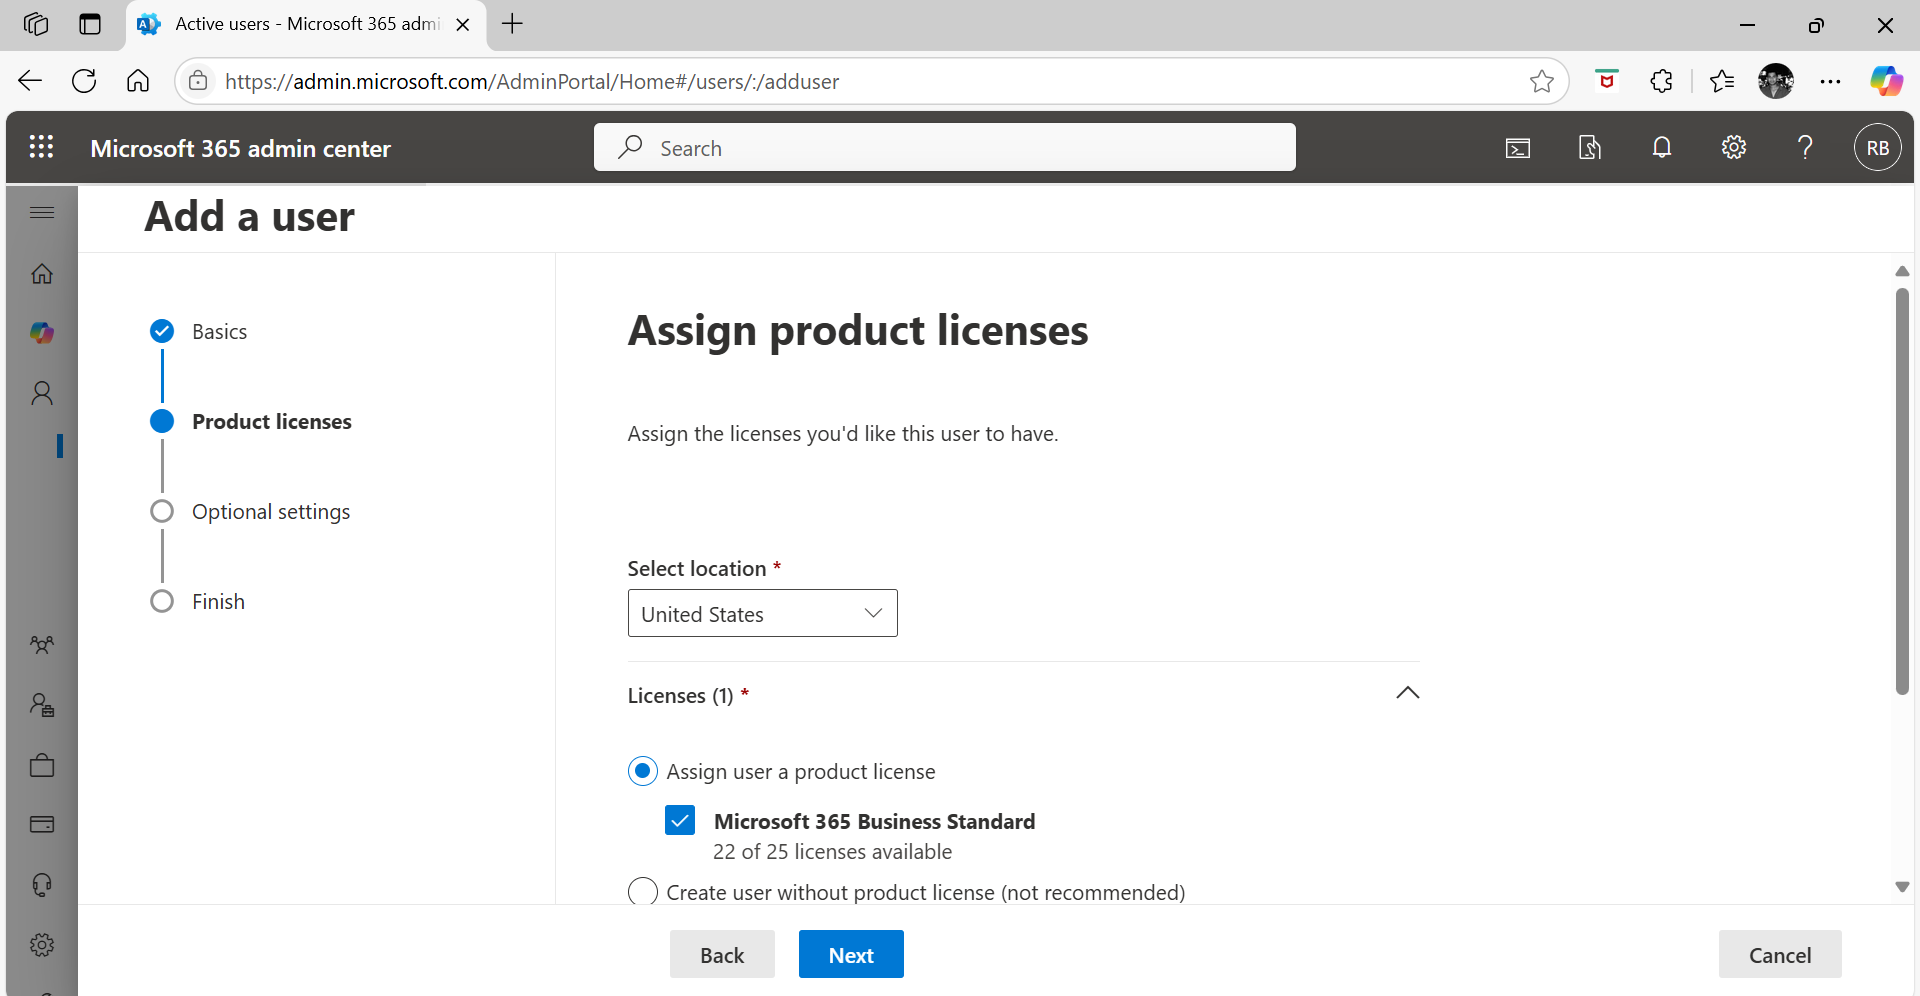 Active users - Microsoft 365 admi
https://admin.microsoft.com/AdminPortal/Home#/users/:/adduser
Microsoft 365 admin center
Search
RB
Add a user
Basics
Product licenses
Optional settings
Finish
Assign product licenses
Assign the licenses you'd like this user to have.
Select location *
United States
Licenses (1) *
Assign user a product license
Microsoft 365 Business Standard
22 of 25 licenses available
Create user without product license (not recommended)
Back
Next
Cancel